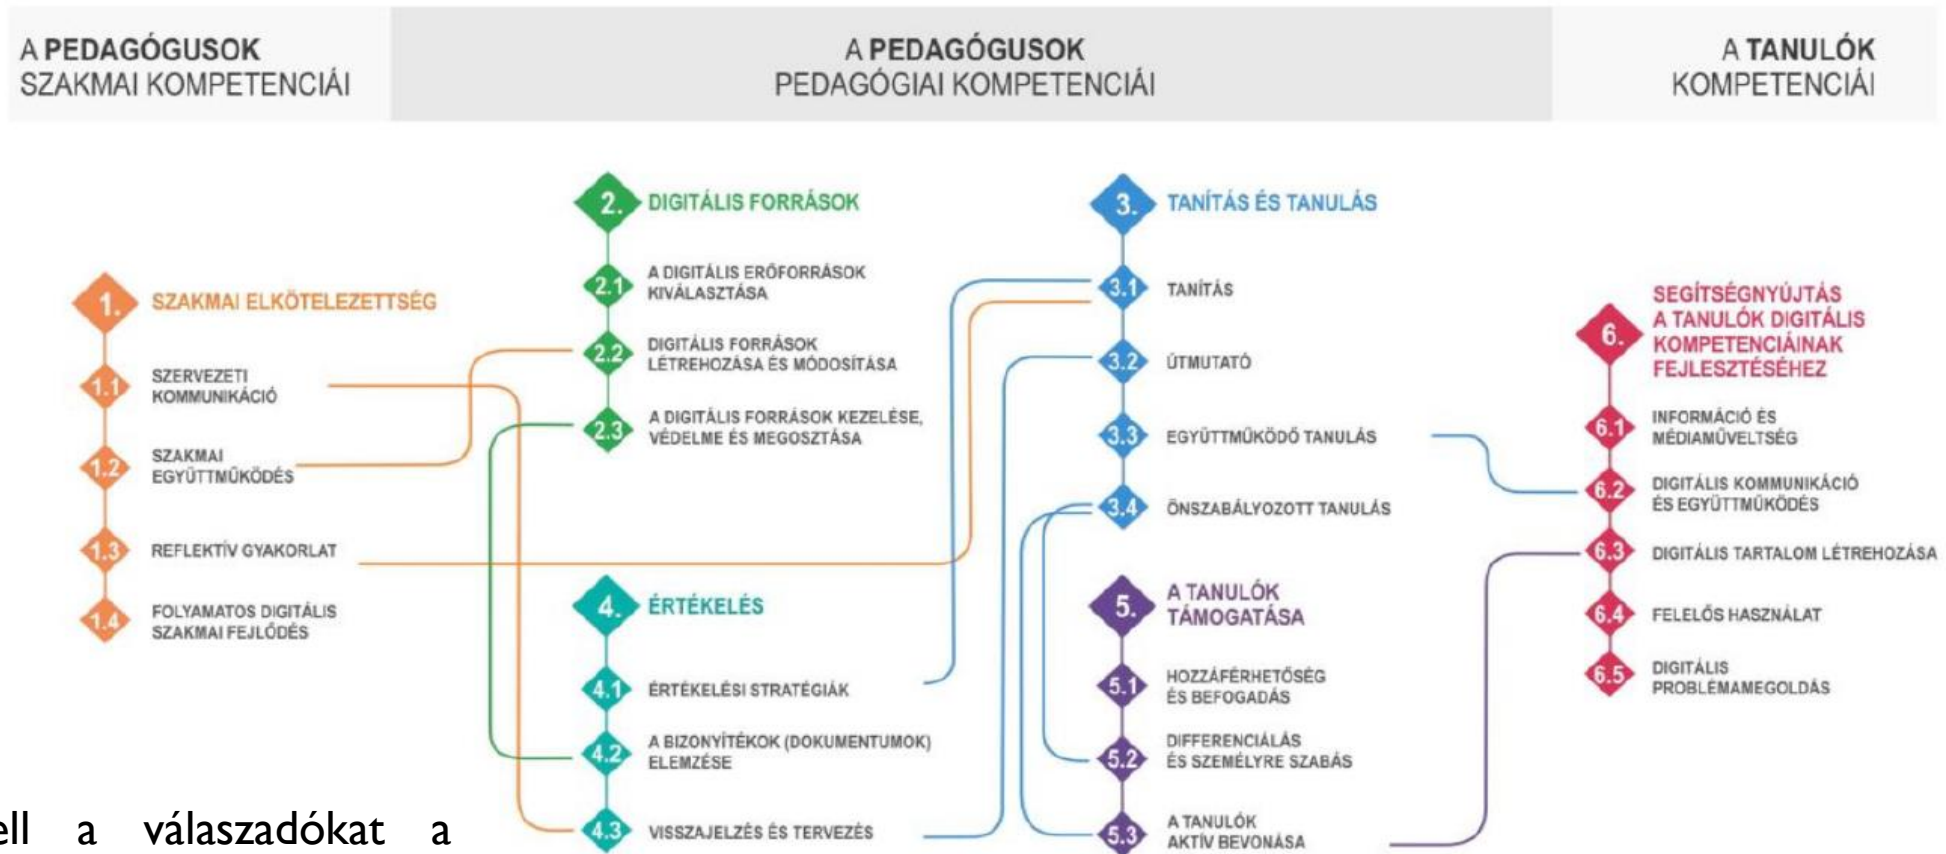 A PEDAGÓGUSOK
SZAKMAI KOMPETENCIÁI
A PEDAGÓGUSOK
PEDAGÓGIAI KOMPETENCIÁI
A TANULÓK
KOMPETENCIÁI
1. SZAKMAI ELKÖTELEZETTSÉG
1.1 SZERVEZETI
KOMMUNIKÁCIÓ
1.2 SZAKMAI
EGYÜTTMŰKÖDÉS
1.3 REFLEKTÍV GYAKORLAT
1.4 FOLYAMATOS DIGITÁLIS
SZAKMAI FEJLŐDÉS
2. DIGITÁLIS FORRÁSOK
2.1 A DIGITÁLIS ERŐFORRÁSOK
KIVÁLASZTÁSA
2.2 DIGITÁLIS FORRÁSOK
LÉTREHOZÁSA ÉS MÓDOSÍTÁSA
2.3 A DIGITÁLIS FORRÁSOK KEZELÉSE,
VÉDELME ÉS MEGOSZTÁSA
4. ÉRTÉKELÉS
4.1 ÉRTÉKELÉSI STRATÉGIÁK
4.2 A BIZONYÍTÉKOK (DOKUMENTUMOK)
ELEMZÉSE
4.3 VISSZAJELZÉS ÉS TERVEZÉS
3. TANÍTÁS ÉS TANULÁS
3.1 TANÍTÁS
3.2 ÚTMUTATÓ
3.3 EGYÜTTMŰKÖDŐ TANULÁS
3.4 ÖNSZABÁLYOZOTT TANULÁS
5. A TANULÓK
TÁMOGATÁSA
5.1 HOZZÁFÉRHETŐSÉG
ÉS BEFOGADÁS
5.2 DIFFERENCIÁLÁS
ÉS SZEMÉLYRE SZABÁS
5.3 A TANULÓK
AKTÍV BEVONÁSA
6. SEGÍTSÉGNYÚJTÁS
A TANULÓK DIGITÁLIS
KOMPETENCIÁINAK
FEJLESZTÉSÉHEZ
6.1 INFORMÁCIÓ ÉS
MÉDIAMŰVELTSÉG
6.2 DIGITÁLIS KOMMUNIKÁCIÓ
ÉS EGYÜTTMŰKÖDÉS
6.3 DIGITÁLIS TARTALOM LÉTREHOZÁSA
6.4 FELELŐS HASZNÁLAT
6.5 DIGITÁLIS
PROBLÉMAMEGOLDÁS
ell a válaszadókat a